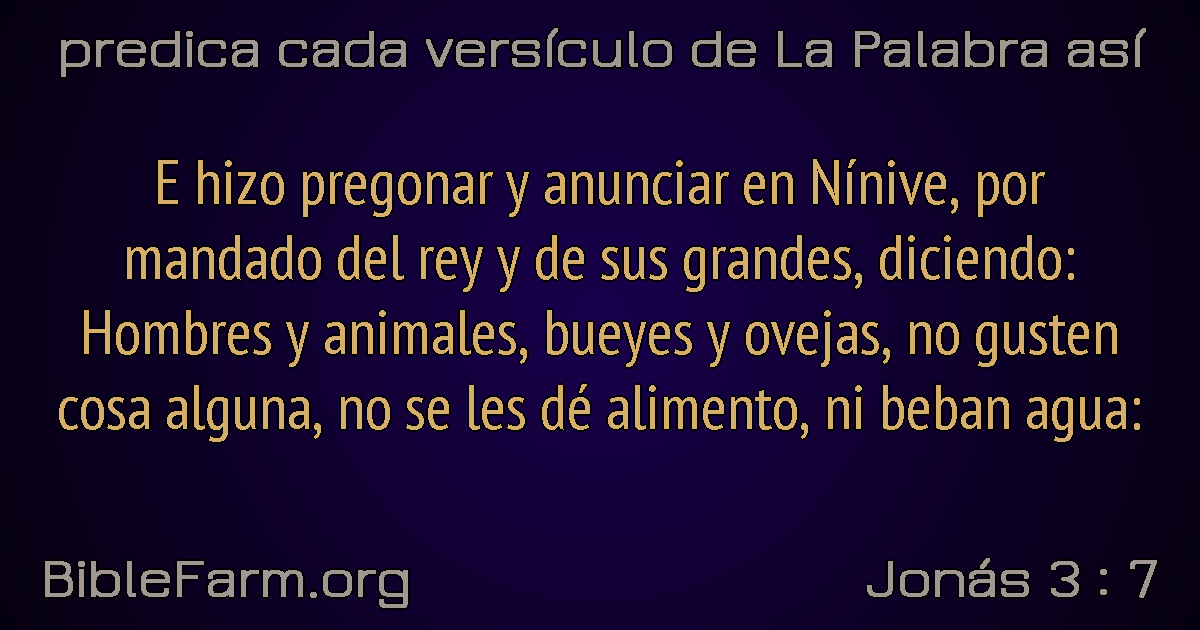 predica cada versículo de La Palabra así
E hizo pregonar y anunciar en Nínive, por
mandado del rey y de sus grandes, diciendo:
Hombres y animales, bueyes y ovejas, no gusten
cosa alguna, no se les dé alimento, ni beban agua:
BibleFarm.org
Jonás 3 : 7